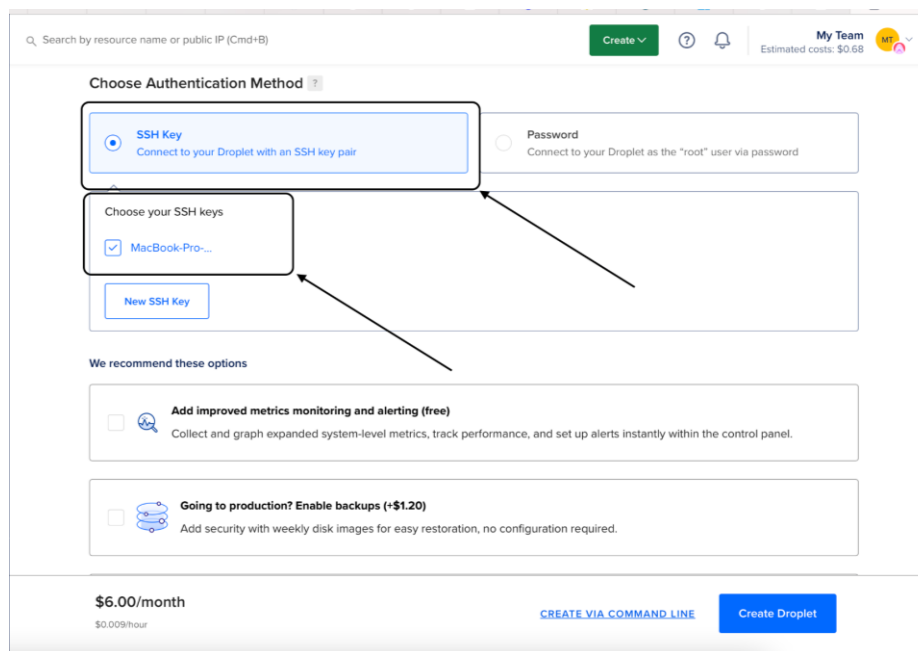 Search by resource name or public IP (Cmd+B)
Create
?
My Team
Estimated costs: $0.68
MT
Choose Authentication Method ?
SSH Key
Connect to your Droplet with an SSH key pair
Password
Connect to your Droplet as the "root" user via password
Choose your SSH keys
MacBook-Pro-...
New SSH Key
We recommend these options
Add improved metrics monitoring and alerting (free)
Collect and graph expanded system-level metrics, track performance, and set up alerts instantly within the control panel.
Going to production? Enable backups (+$1.20)
Add security with weekly disk images for easy restoration, no configuration required.
$6.00/month
$0.009/hour
CREATE VIA COMMAND LINE
Create Droplet